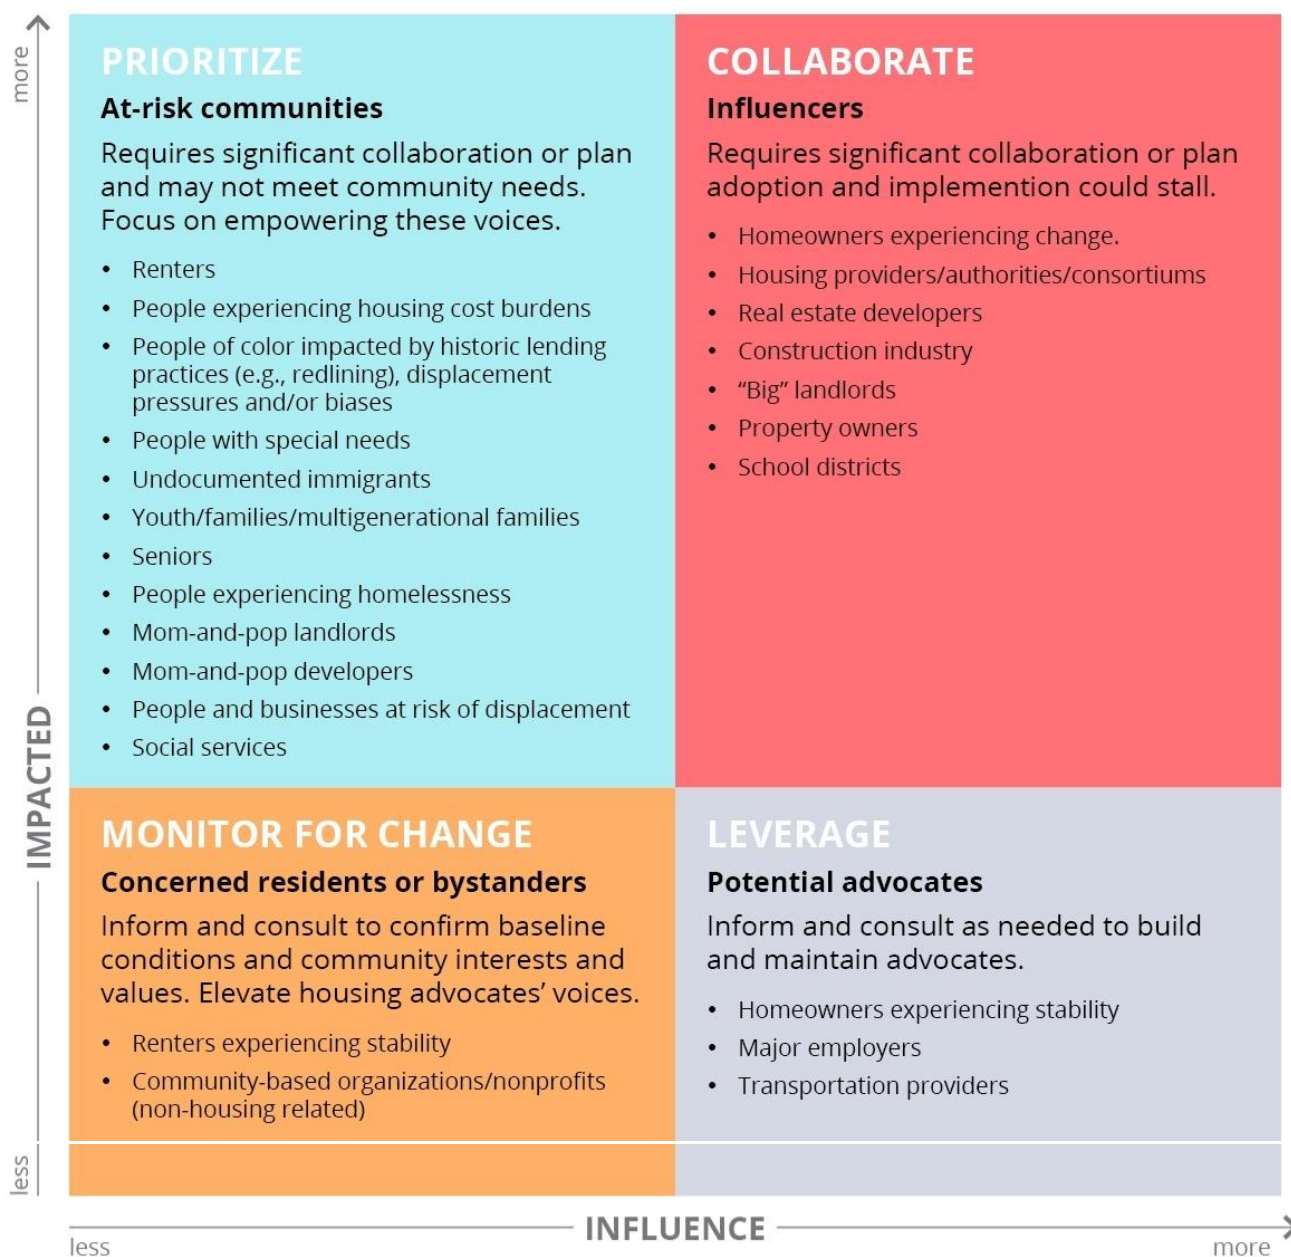 more
PRIORITIZE
At-risk communities
Requires significant collaboration or plan
and may not meet community needs.
Focus on empowering these voices.
• Renters
• People experiencing housing cost burdens
• People of color impacted by historic lending
practices (e.g., redlining), displacement
pressures and/or biases
• People with special needs
• Undocumented immigrants
• Youth/families/multigenerational families
• Seniors
• People experiencing homelessness
• Mom-and-pop landlords
• Mom-and-pop developers
• People and businesses at risk of displacement
• Social services
COLLABORATE
Influencers
Requires significant collaboration or plan
adoption and implemention could stall.
• Homeowners experiencing change.
• Housing providers/authorities/consortiums
• Real estate developers
• Construction industry
• “Big” landlords
• Property owners
• School districts
IMPACTED
MONITOR FOR CHANGE
Concerned residents or bystanders
Inform and consult to confirm baseline
conditions and community interests and
values. Elevate housing advocates’ voices.
• Renters experiencing stability
• Community-based organizations/nonprofits
(non-housing related)
LEVERAGE
Potential advocates
Inform and consult as needed to build
and maintain advocates.
• Homeowners experiencing stability
• Major employers
• Transportation providers
less
less
INFLUENCE
more